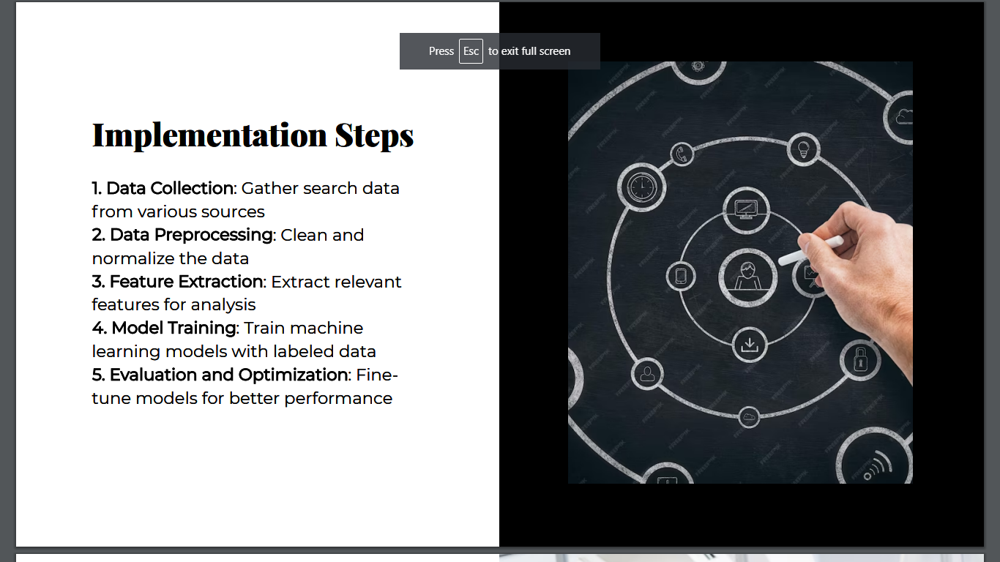 Press Esc to exit full screen
Implementation Steps
1. Data Collection: Gather search data
from various sources
2. Data Preprocessing: Clean and
normalize the data
3. Feature Extraction: Extract relevant
features for analysis
4. Model Training: Train machine
learning models with labeled data
5. Evaluation and Optimization: Fine-
tune models for better performance